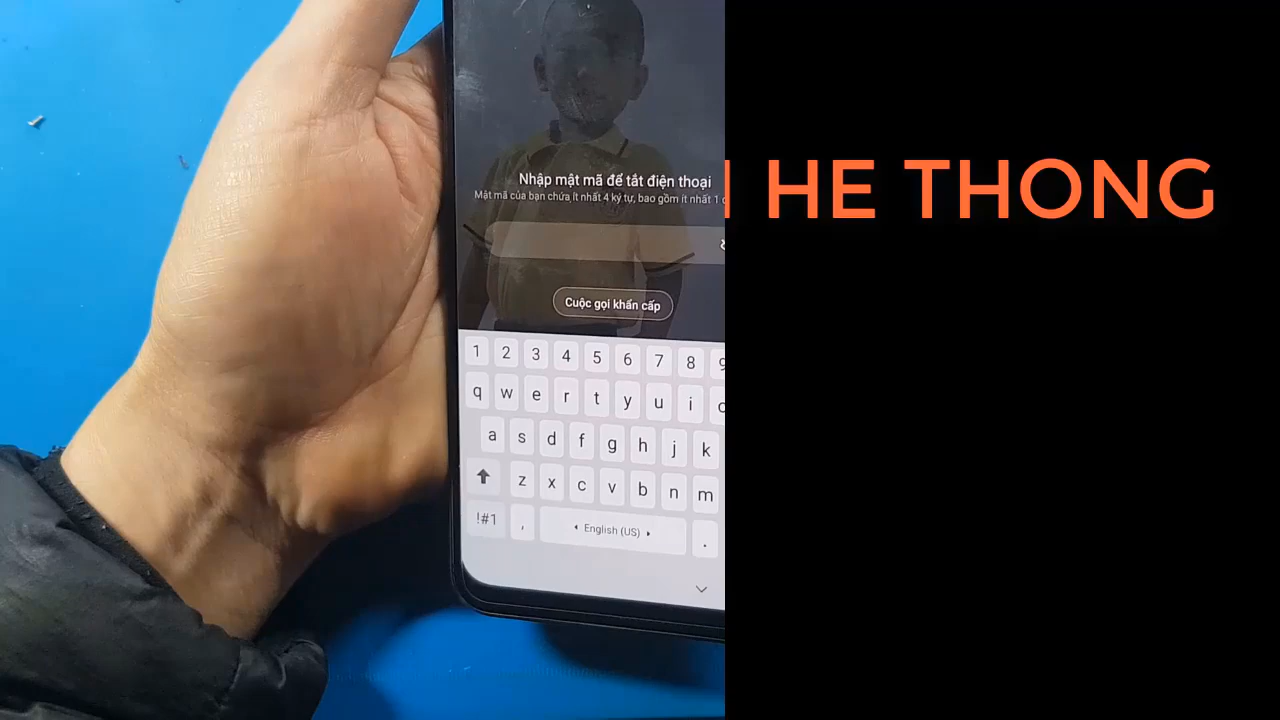 Nhập mật mã để tắt điện thoại
Mật mã của bạn chứa ít nhất 4 ký tự, bao gồm ít nhất 1
Cuộc gọi khẩn cấp
1 2 3 4 5 6 7 8 9
q w e r t y u i o
a s d f g h j k
z x c v b n m
!#1 , English (US) .
HE THONG